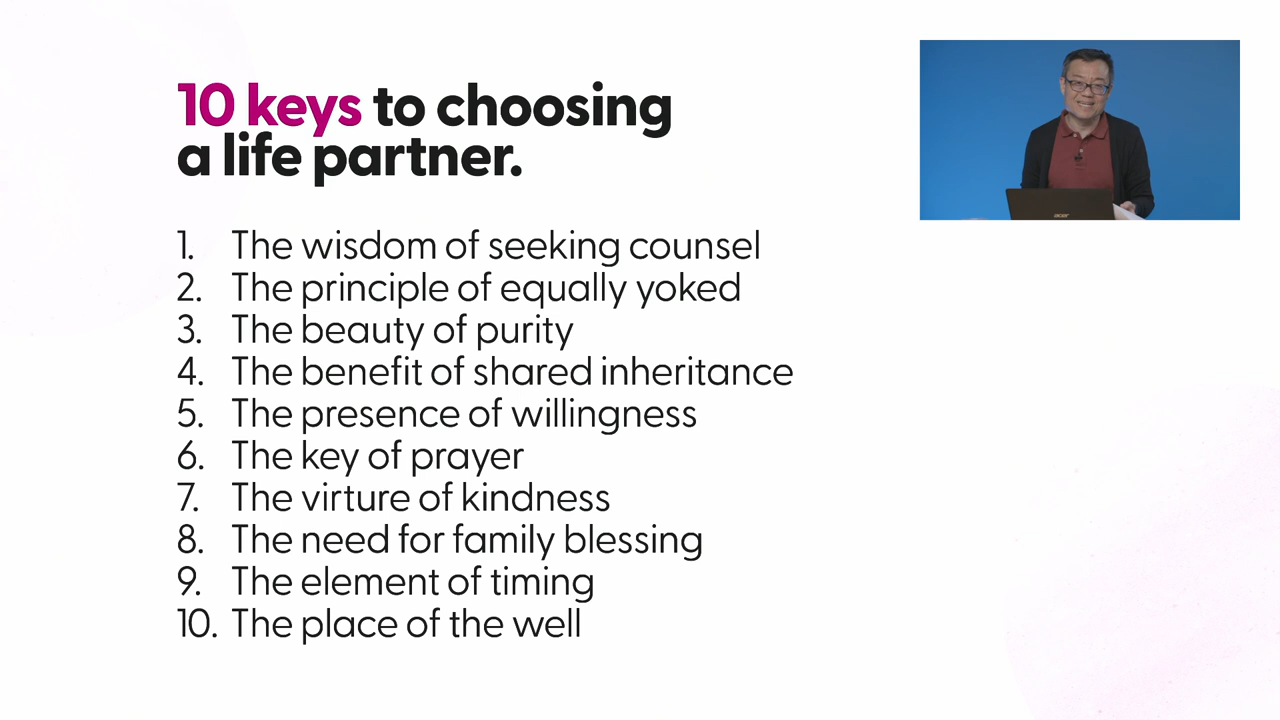 10 keys to choosing
a life partner.
1. The wisdom of seeking counsel
2. The principle of equally yoked
3. The beauty of purity
4. The benefit of shared inheritance
5. The presence of willingness
6. The key of prayer
7. The virture of kindness
8. The need for family blessing
9. The element of timing
10. The place of the well
acer